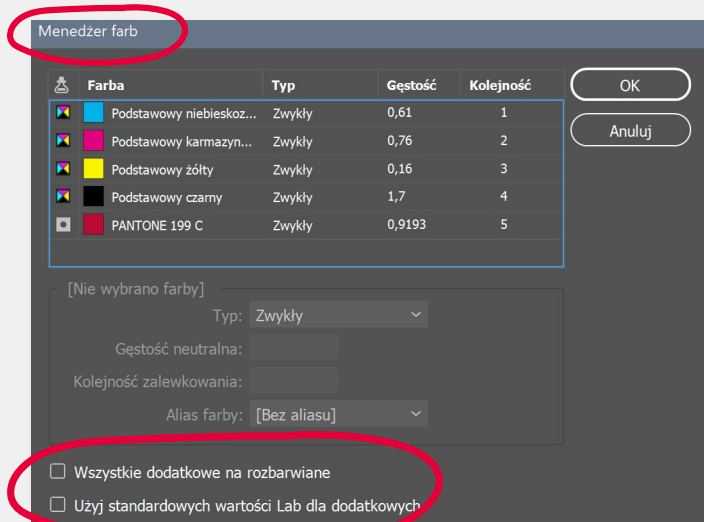 Menedżer farb
Farba Typ Gęstość Kolejność
Podstawowy niebieskoz... Zwykły 0,61 1
Podstawowy karmazyn... Zwykły 0,76 2
Podstawowy żółty Zwykły 0,16 3
Podstawowy czarny Zwykły 1,7 4
PANTONE 199 C Zwykły 0,9193 5
OK
Anuluj
[Nie wybrano farby]
Typ: Zwykły
Gęstość neutralna:
Kolejność zalewkowania:
Alias farby: [Bez aliasu]
Wszystkie dodatkowe na rozbarwiane
Użyj standardowych wartości Lab dla dodatkowych